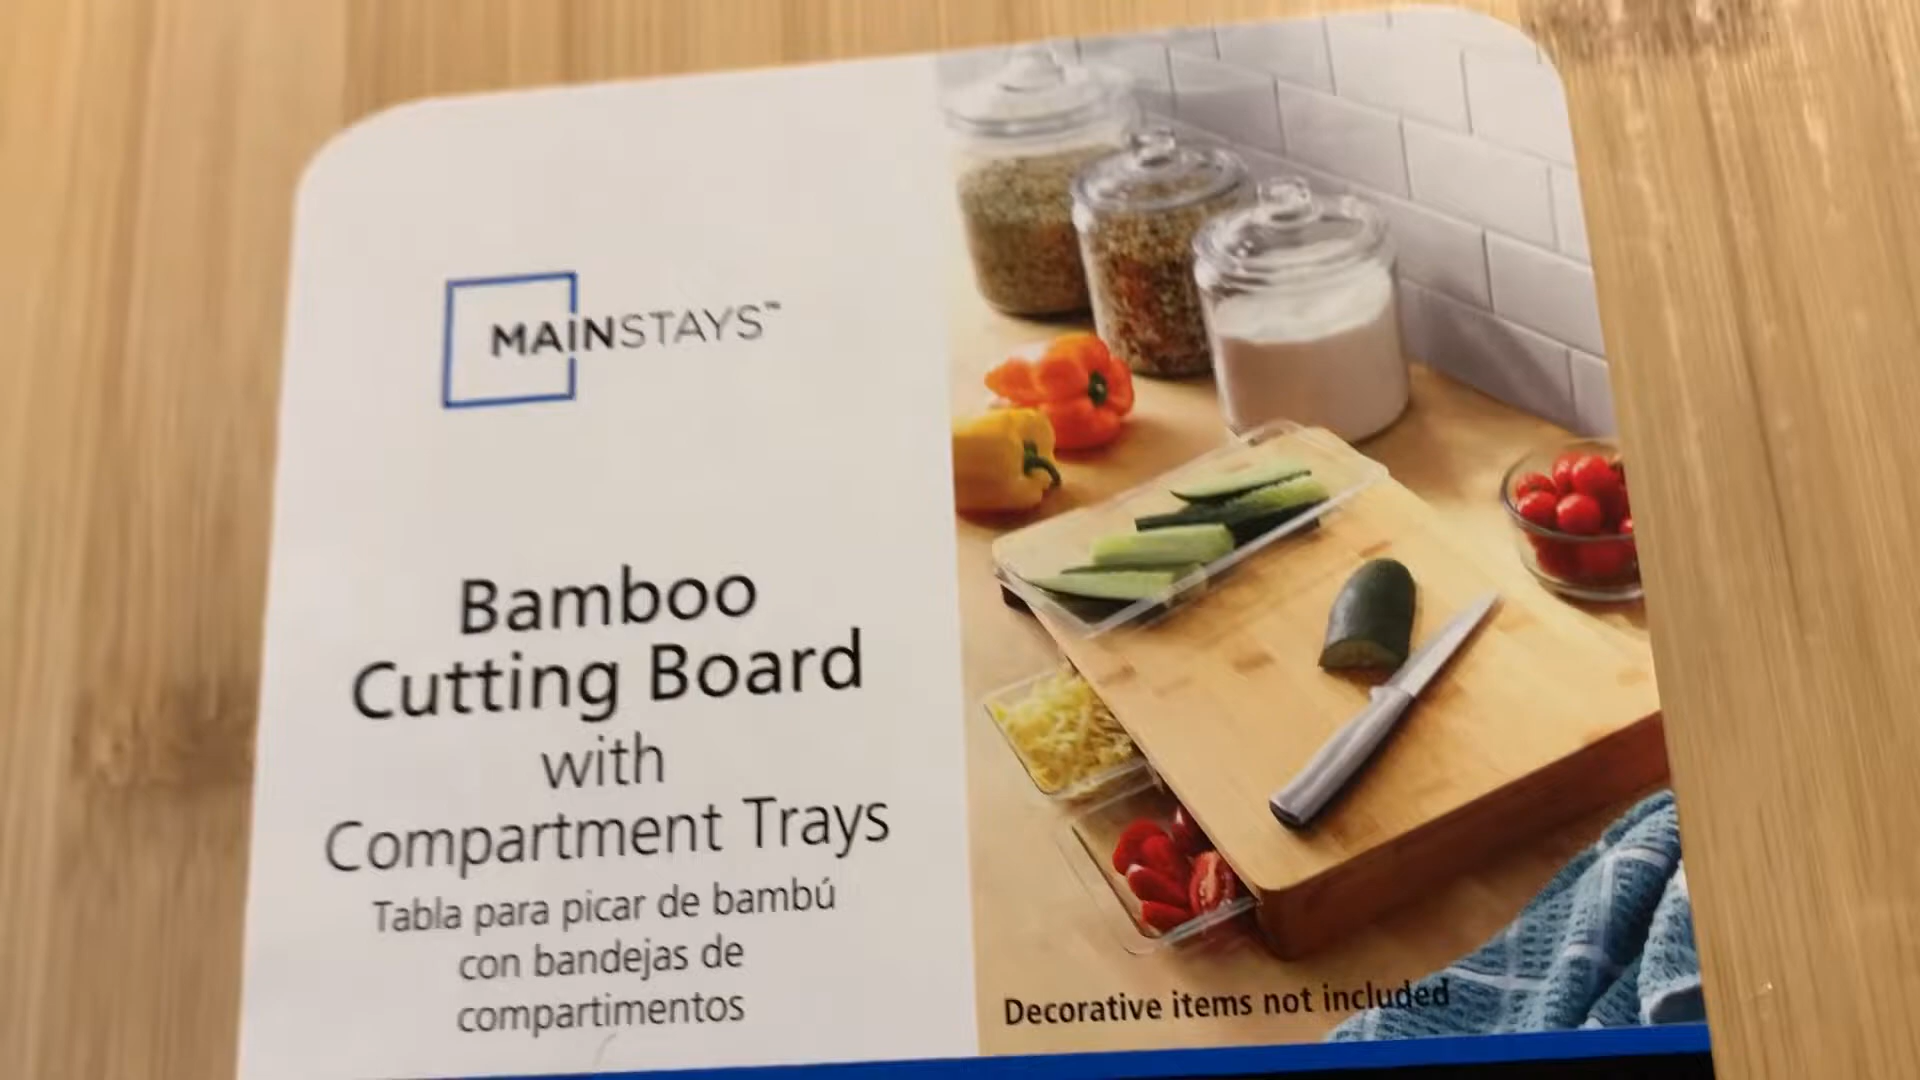 MAINSTAYS™
Bamboo
Cutting Board
with
Compartment Trays
Tabla para picar de bambú
con bandejas de
compartimentos
Decorative items not included